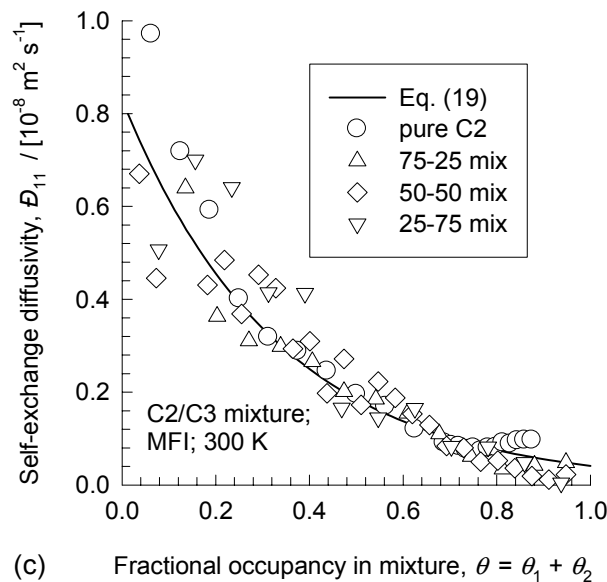 1.0
0.8
0.6
0.4
0.2
0.0
Self-exchange diffusivity, Đ₁₁ / [10⁻⁸ m² s⁻¹]
Eq. (19)
pure C2
75-25 mix
50-50 mix
25-75 mix
C2/C3 mixture;
MFI; 300 K
0.0 0.2 0.4 0.6 0.8 1.0
(c) Fractional occupancy in mixture, θ = θ₁ + θ₂